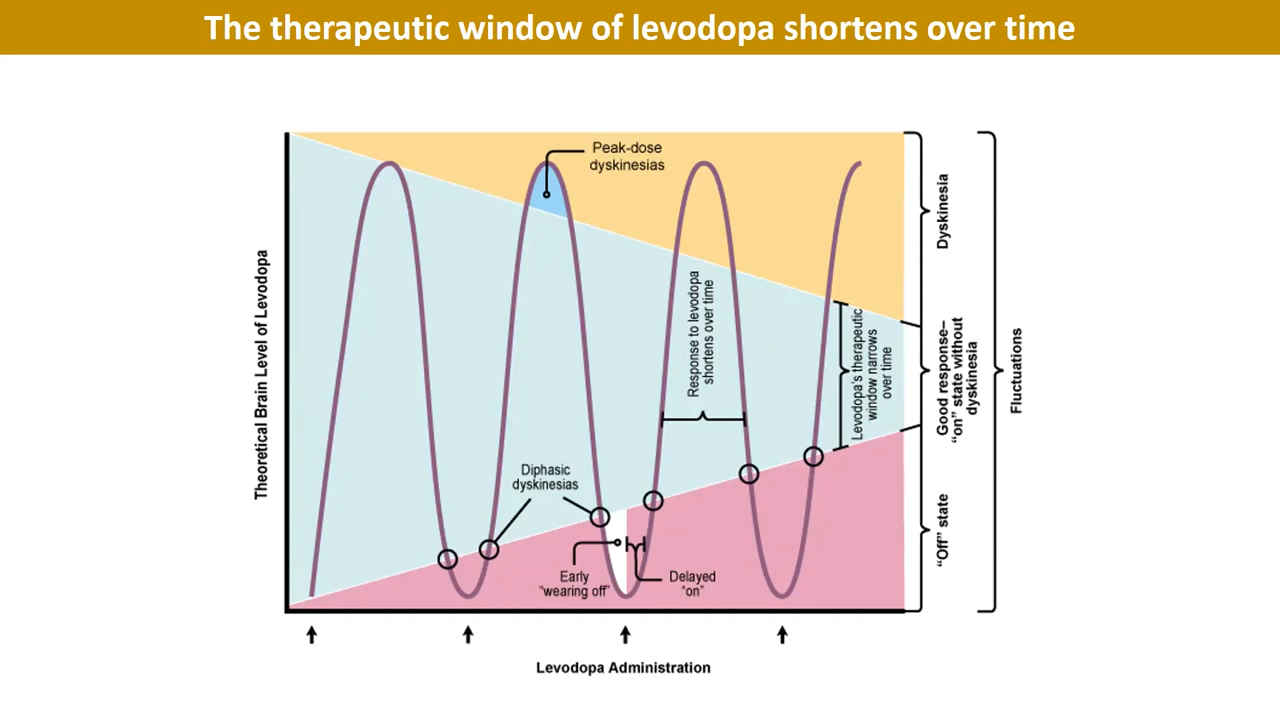 The therapeutic window of levodopa shortens over time
Peak-dose
dyskinesias
Theoretical Brain Level of Levodopa
Response to levodopa
shortens over time
Levodopa's therapeutic
window narrows
over time
Dyskinesia
Good response–
"on" state without
dyskinesia
"Off" state
Fluctuations
Diphasic
dyskinesias
Early
"wearing off"
Delayed
"on"
Levodopa Administration